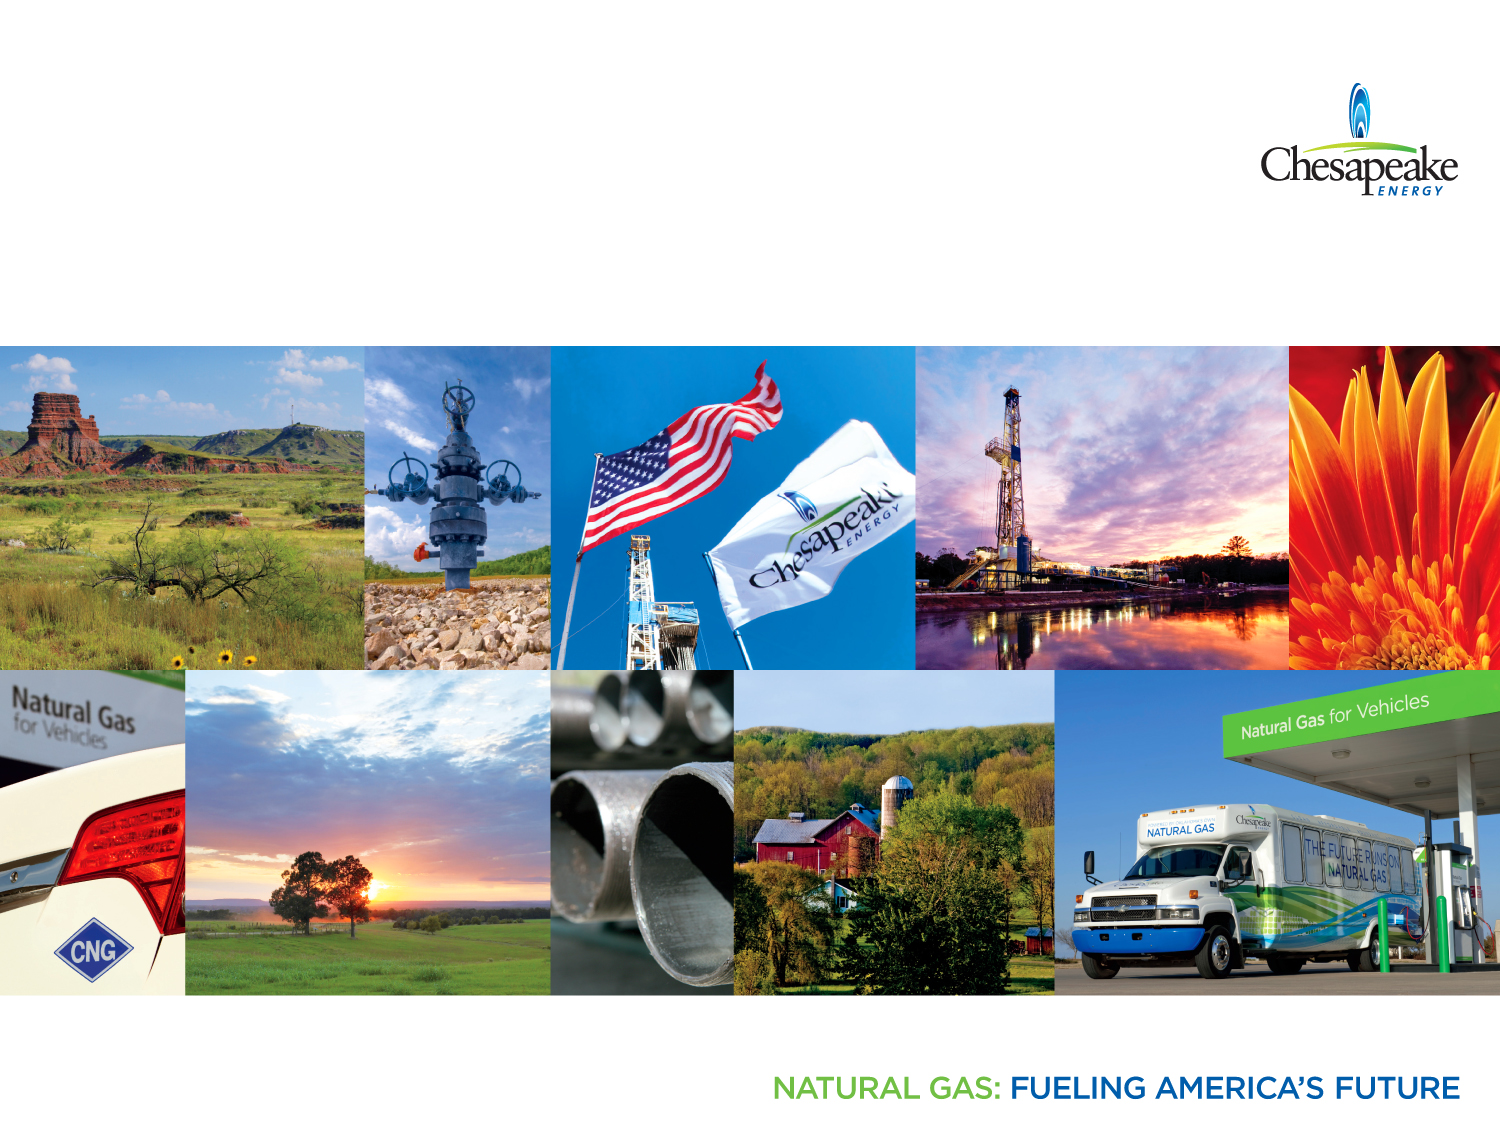 Chesapeake
ENERGY
Chesapeake
ENERGY
Natural Gas
for Vehicles
CNG
Natural Gas for Vehicles
NATURAL GAS
Chesapeake
THE FUTURE RUNS ON
NATURAL GAS
NATURAL GAS: FUELING AMERICA'S FUTURE